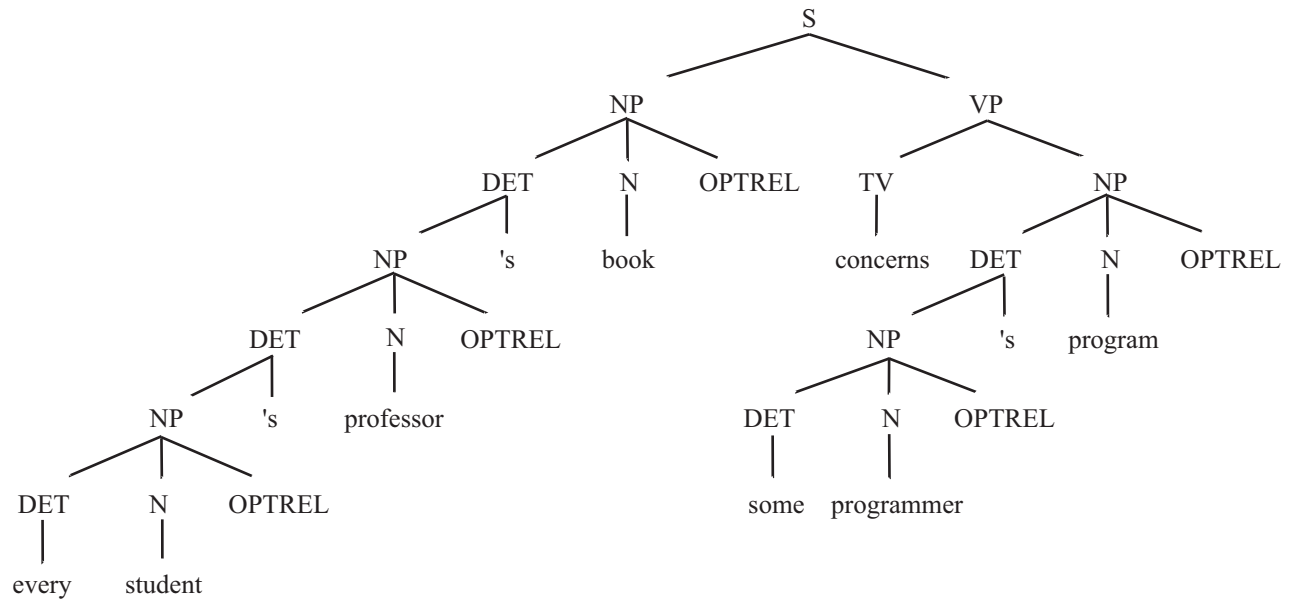 S
NP VP
DET N OPTREL TV NP
NP 's book concerns DET N OPTREL
DET N OPTREL NP 's program
NP 's professor DET N OPTREL
DET N OPTREL some programmer
every student